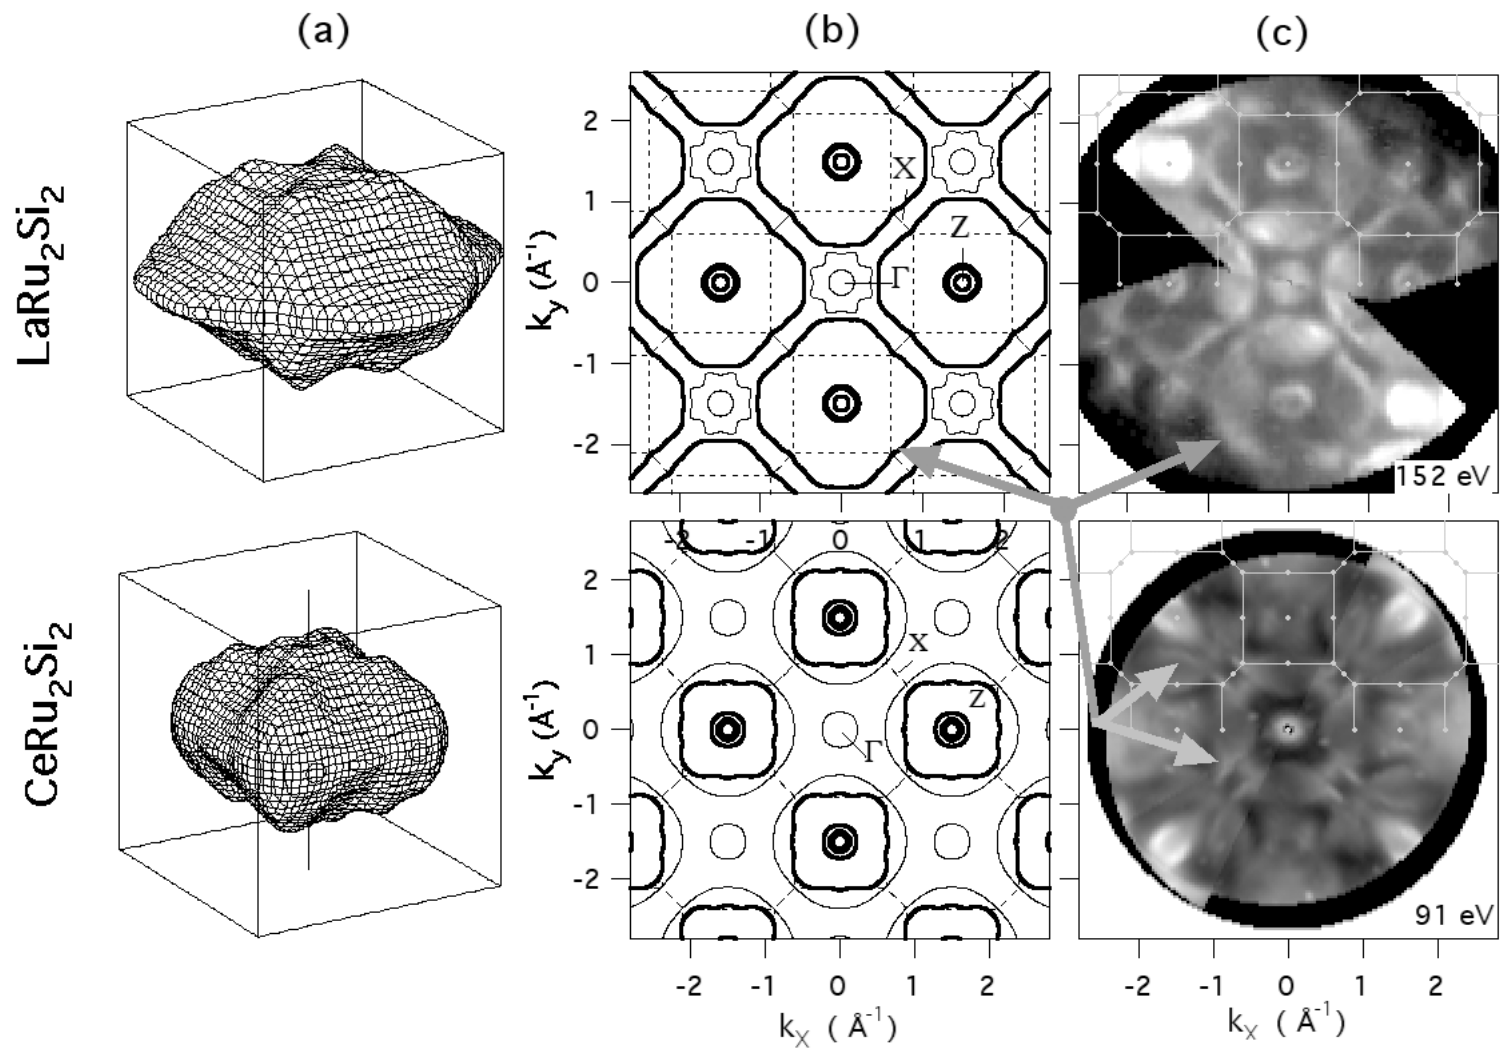 (a)
(b)
(c)
LaRu2Si2
CeRu2Si2
2
1
0
-1
-2
ky (Å-1)
X
Z
Γ
152 eV
-2 -1 0 1 2
2
1
0
-1
-2
ky (Å-1)
X
Z
Γ
91 eV
-2 -1 0 1 2
kX ( Å-1)
-2 -1 0 1 2
kX ( Å-1)